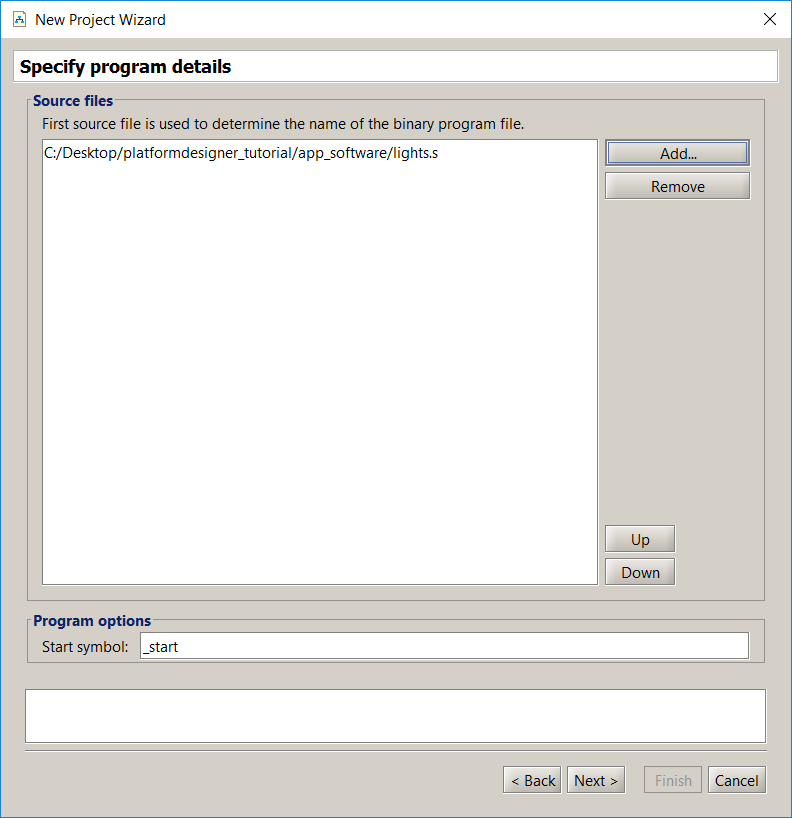 New Project Wizard
Specify program details
Source files
First source file is used to determine the name of the binary program file.
C:/Desktop/platformdesigner_tutorial/app_software/lights.s
Add...
Remove
Up
Down
Program options
Start symbol: _start
< Back Next > Finish Cancel